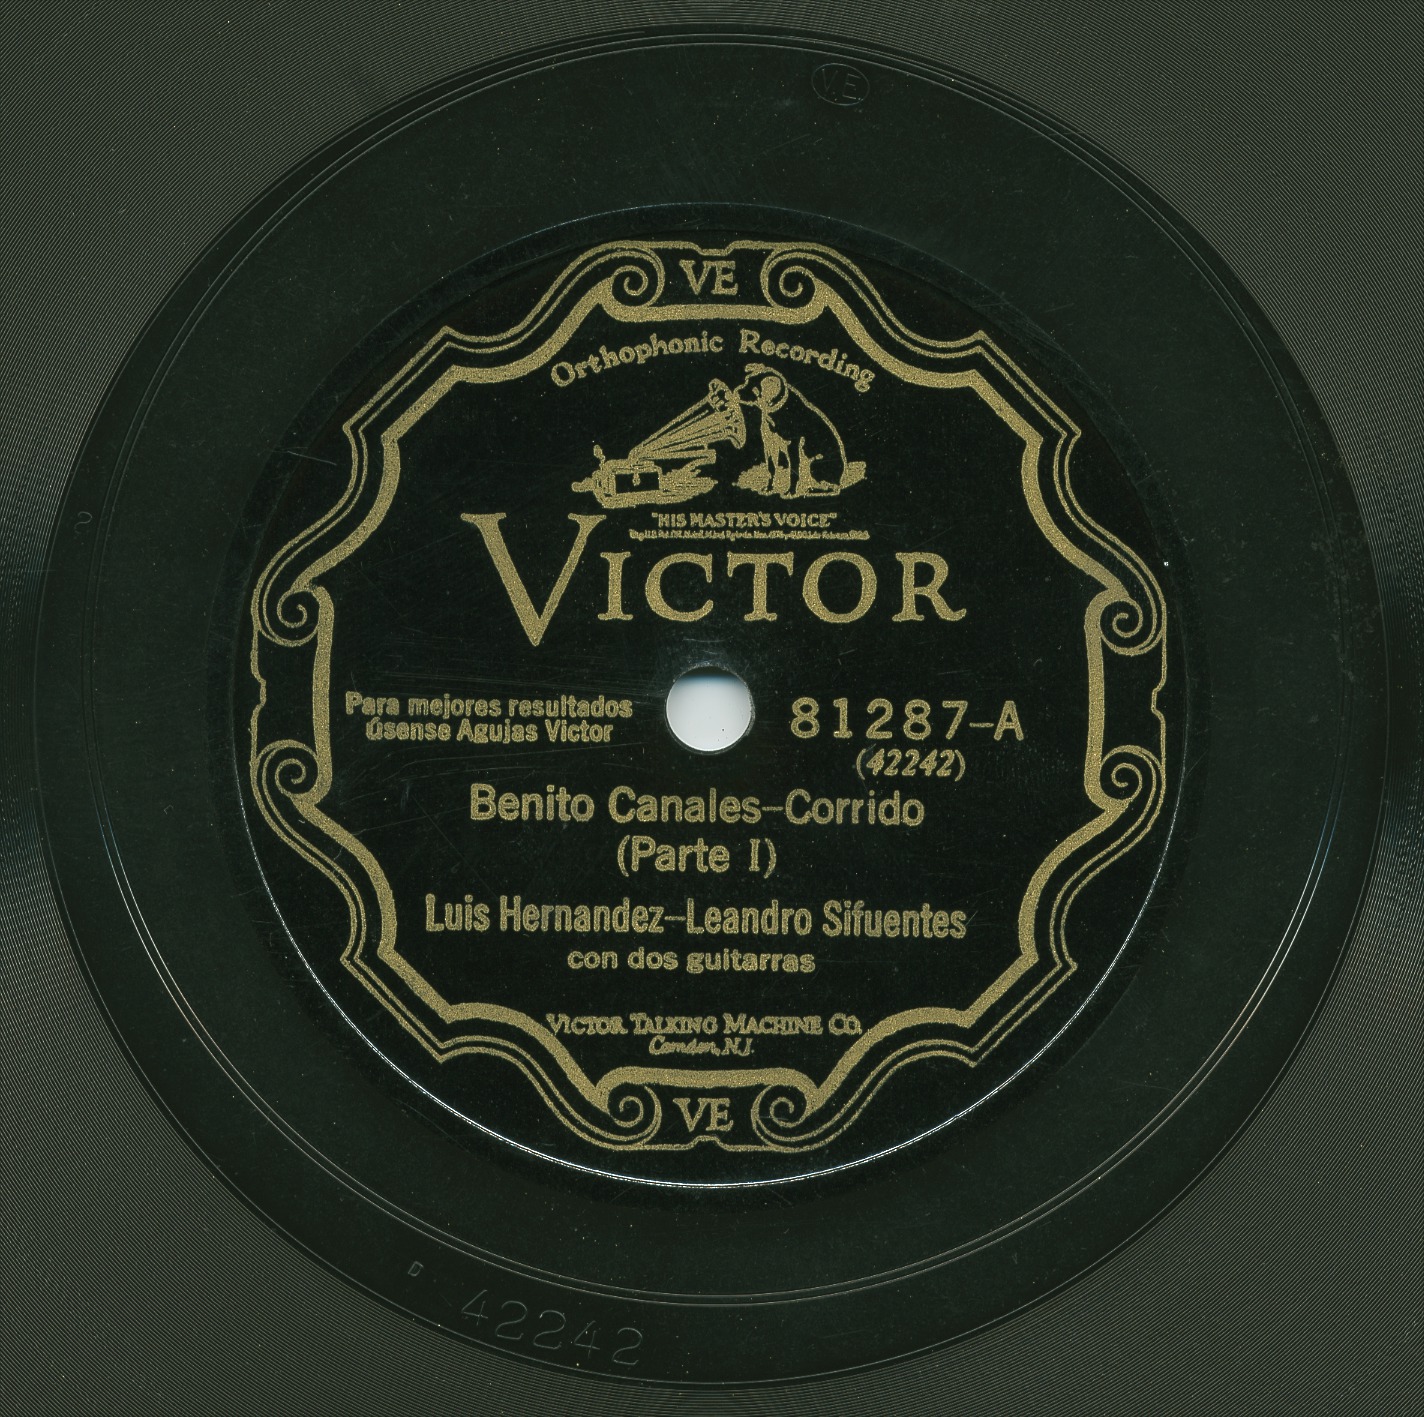 V.E.
VE
Orthophonic Recording
"HIS MASTER'S VOICE"
VICTOR
Para mejores resultados
úsense Agujas Victor
81287-A
(42242)
Benito Canales-Corrido
(Parte I)
Luis Hernandez-Leandro Sifuentes
con dos guitarras
VICTOR TALKING MACHINE CO.
Camden, N.J.
VE
D
42242